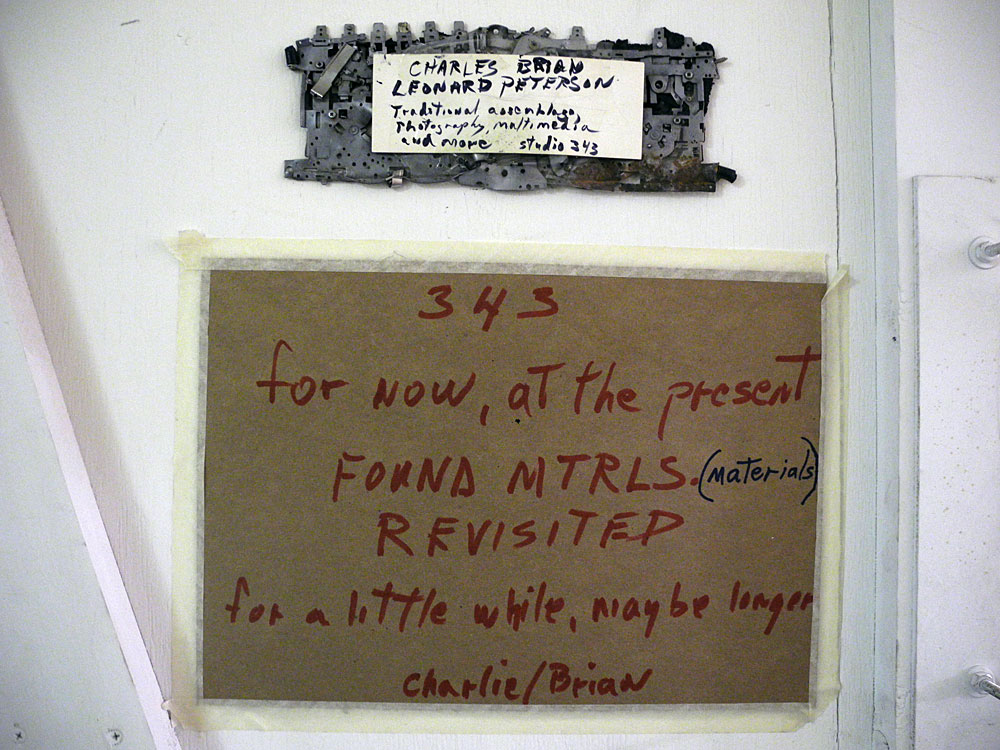 CHARLES BRIAN
LEONARD PETERSON
Traditional assemblage,
Photography, maltimedia
and more studio 343
343
for now, at the present
FOUND MTRLS. (materials)
REVISITED
for a little while, maybe longer
charlie/Brian